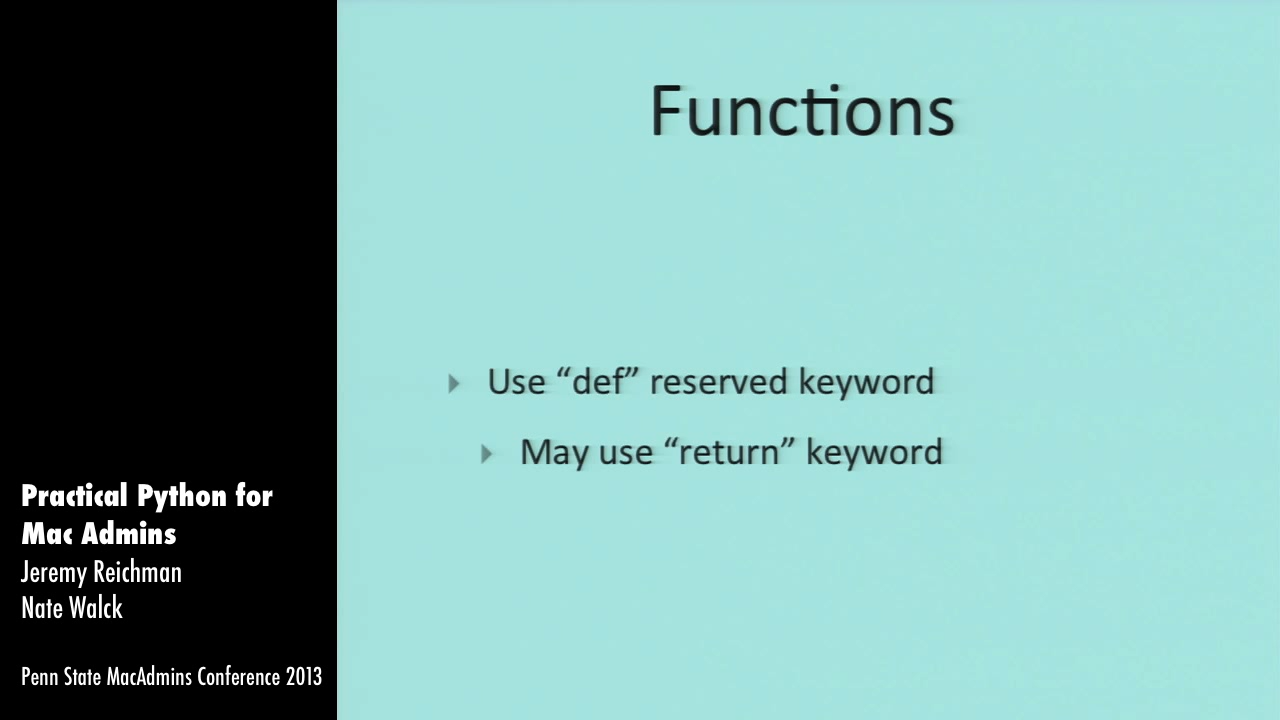 Functions
Use “def” reserved keyword
May use “return” keyword
Practical Python for
Mac Admins
Jeremy Reichman
Nate Walck
Penn State MacAdmins Conference 2013